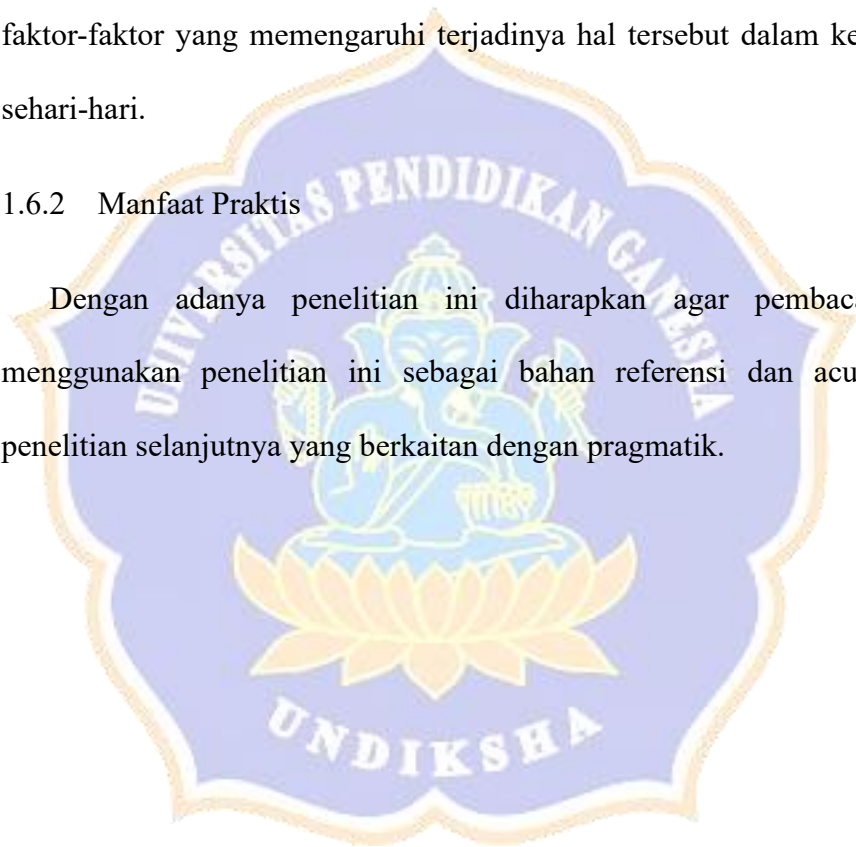 faktor-faktor yang memengaruhi terjadinya hal tersebut dalam ke
sehari-hari.
1.6.2 Manfaat Praktis
Dengan adanya penelitian ini diharapkan agar pembaca
menggunakan penelitian ini sebagai bahan referensi dan acu
penelitian selanjutnya yang berkaitan dengan pragmatik.
UNIVERSITAS PENDIDIKAN GANESHA
UNDIKSHA